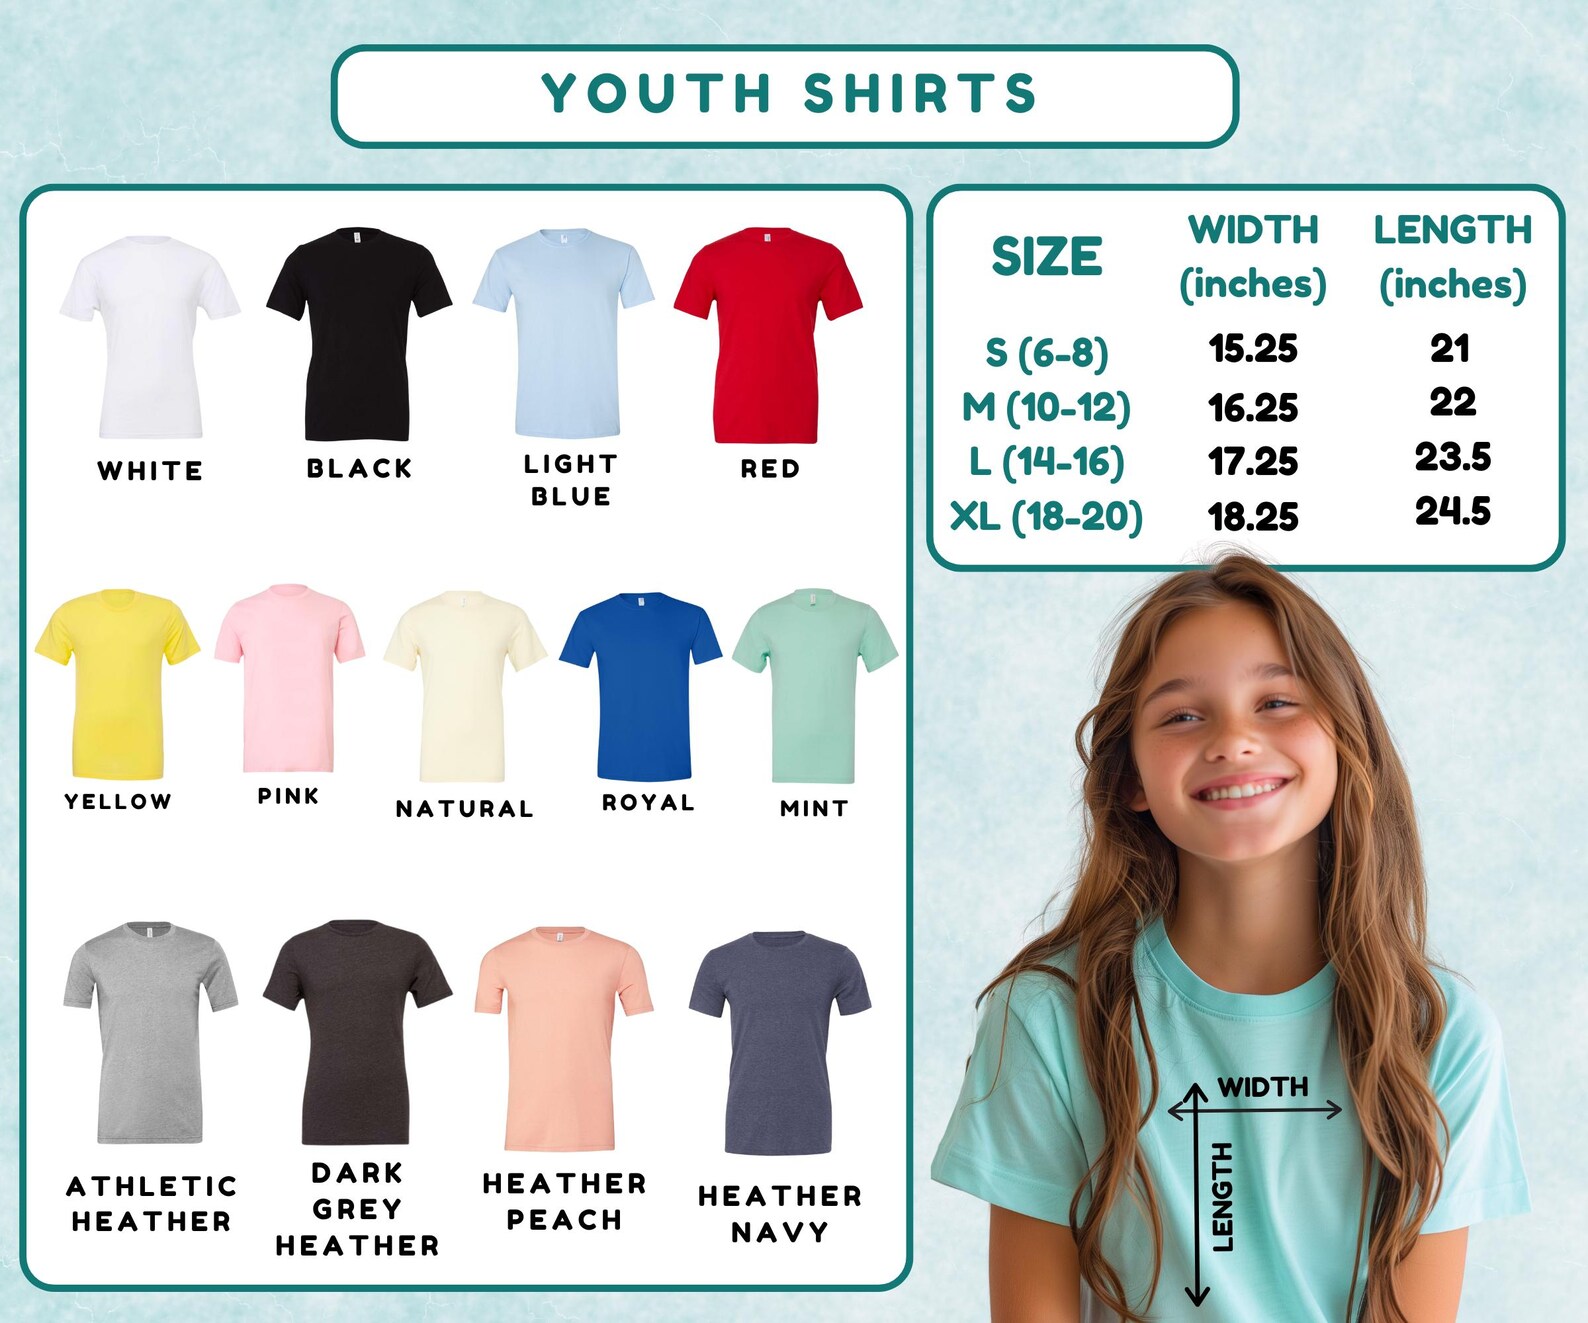 YOUTH SHIRTS
WHITE
BLACK
LIGHT
BLUE
RED
YELLOW
PINK
NATURAL
ROYAL
MINT
ATHLETIC
HEATHER
DARK
GREY
HEATHER
HEATHER
PEACH
HEATHER
NAVY
SIZE WIDTH (inches) LENGTH (inches)
S (6-8) 15.25 21
M (10-12) 16.25 22
L (14-16) 17.25 23.5
XL (18-20) 18.25 24.5
WIDTH
LENGTH